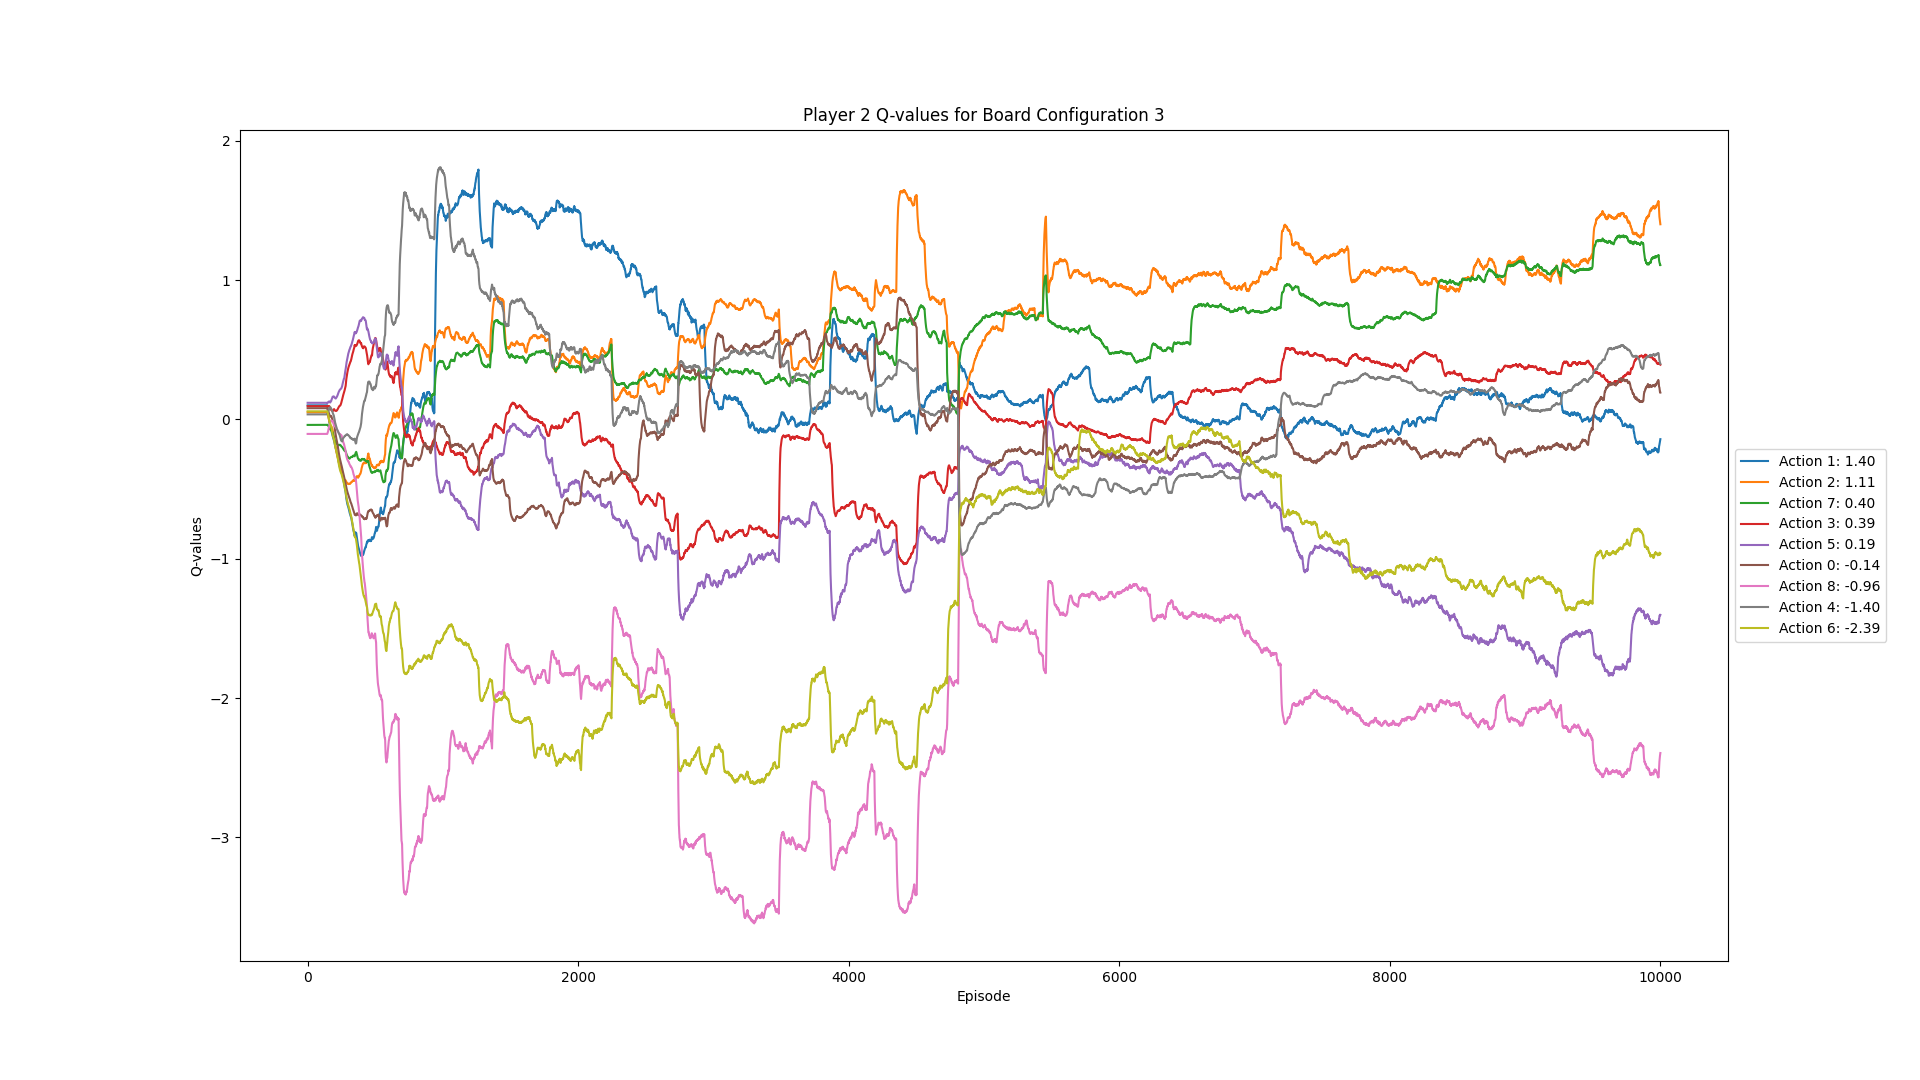 Player 2 Q-values for Board Configuration 3
2
1
0
−1
−2
−3
Q-values
0 2000 4000 6000 8000 10000
Episode
Action 1: 1.40
Action 2: 1.11
Action 7: 0.40
Action 3: 0.39
Action 5: 0.19
Action 0: -0.14
Action 8: -0.96
Action 4: -1.40
Action 6: -2.39